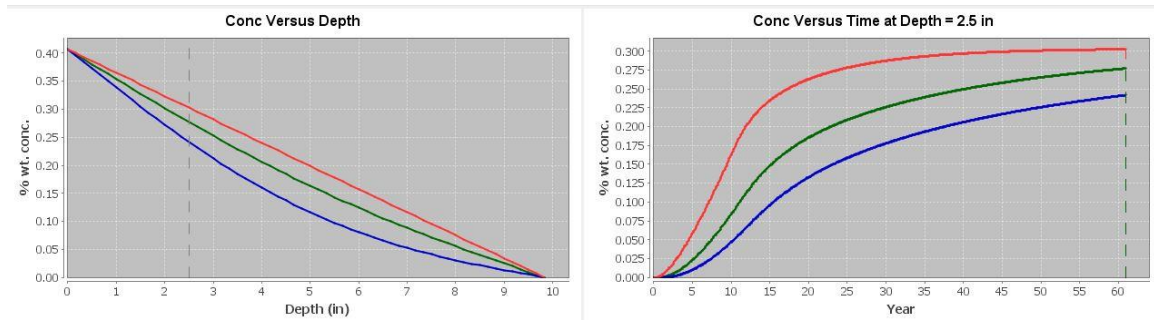 Conc Versus Depth
0.40
0.35
0.30
0.25
0.20
0.15
0.10
0.05
0.00
% wt. conc.
0 1 2 3 4 5 6 7 8 9 10
Depth (in)
Conc Versus Time at Depth = 2.5 in
0.300
0.275
0.250
0.225
0.200
0.175
0.150
0.125
0.100
0.075
0.050
0.025
0.000
% wt. conc.
0 5 10 15 20 25 30 35 40 45 50 55 60
Year